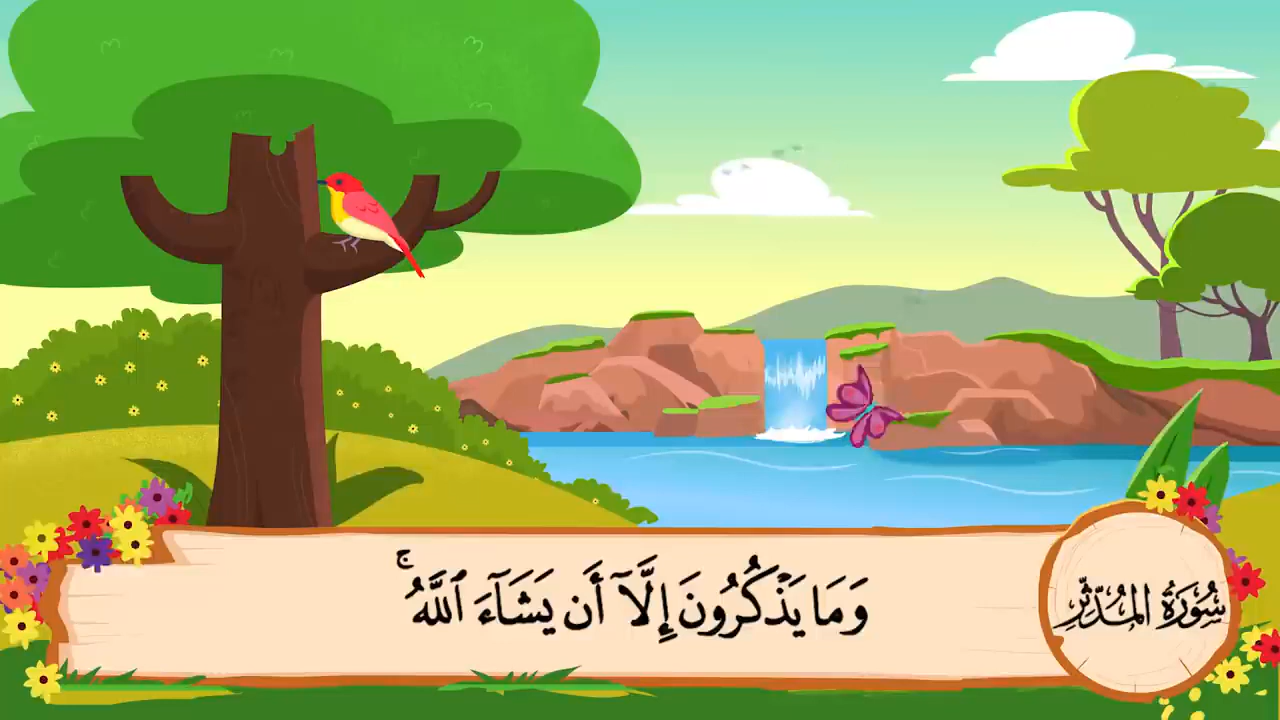 وَمَا يَذْكُرُونَ إِلَّآ أَن يَشَآءَ ٱللَّهُ ۚ
سُورَةُ المُدَّثِّرِ